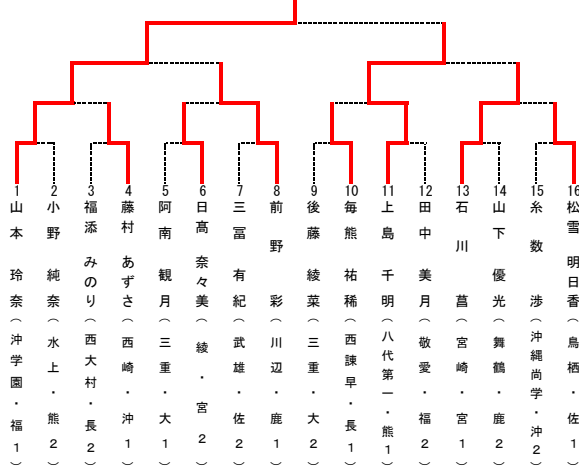 1 山本 玲奈（沖学園・福1）
2 小野 純奈（水上・熊2）
3 福添 みのり（西大村・長2）
4 藤村 あずさ（西崎・沖1）
5 阿南 観月（三重・大1）
6 日高 奈々美（綾・宮2）
7 三冨 有紀（武雄・佐2）
8 前野 彩（川辺・鹿1）
9 後藤 綾菜（三重・大2）
10 毎熊 祐稀（西諫早・長1）
11 上島 千明（八代第一・熊1）
12 田中 美月（敬愛・福2）
13 石川 菖（宮崎・宮1）
14 山下 優光（舞鶴・鹿2）
15 糸数 渉（沖縄尚学・沖2）
16 松雪 明日香（鳥栖・佐1）